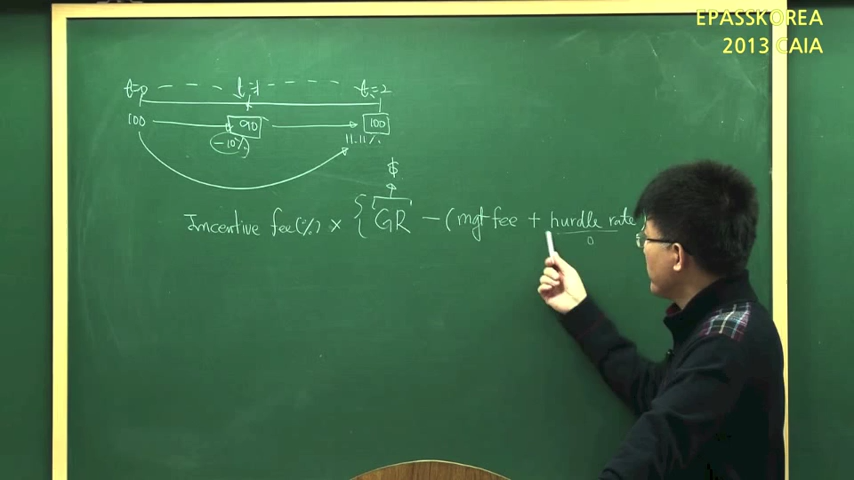 EPASSKOREA
2013 CAIA
t=0 - - - t=1 - - - - t=2
100 90 100
-10% 11.11%
$
Incentive fee(%) × { GR - (mgt fee + hurdle rate
0